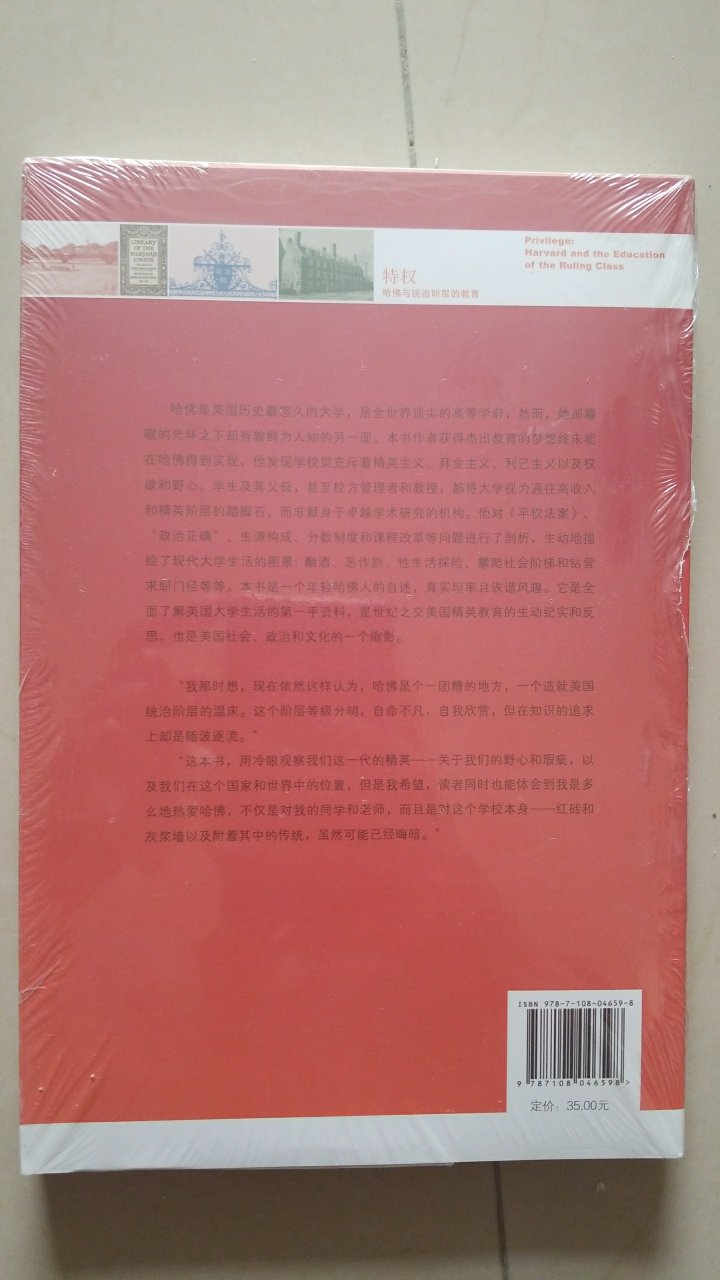 LIBRARY
OF THE
HARVARD
UNION
特权
哈佛与统治阶层的教育
Privilege:
Harvard and the Education
of the Ruling Class
哈佛是美国历史最悠久的大学，是全世界顶尖的高等学府，然而，她那耀
眼的光环之下却有着鲜为人知的另一面。本书作者获得杰出教育的梦想终未能
在哈佛得到实现，他发现学校里充斥着精英主义、拜金主义、利己主义以及权
欲和野心。学生及其父母，甚至校方管理者和教授，都将大学视为通往高收入
和精英阶层的踏脚石，而非献身于卓越学术研究的机构。他对《平权法案》、
“政治正确”、生源构成、分数制度和课程改革等问题进行了剖析，生动地描
绘了现代大学生活的图景：酗酒、恶作剧、性生活探险、攀爬社会阶梯和钻营
求职门径等等。本书是一个年轻哈佛人的自述，真实坦率且诙谐风趣。它是全
面了解美国大学生活的第一手资料，是世纪之交美国精英教育的生动纪实和反
思，也是美国社会、政治和文化的一个缩影。
“我那时想，现在依然这样认为，哈佛是个一团糟的地方，一个造就美国
统治阶层的温床。这个阶层等级分明，自命不凡、自我欣赏，但在知识的追求
上却是随波逐流。”
“这本书，用冷眼观察我们这一代的精英——关于我们的野心和瑕疵，以
及我们在这个国家和世界中的位置，但是我希望，读者同时也能体会到我是多
么地热爱哈佛，不仅是对我的同学和老师，而且是对这个学校本身——红砖和
灰浆墙以及附着其中的传统，虽然可能已经晦暗。”
ISBN 978-7-108-04659-8
9 787108 046598 >
定价：35.00元